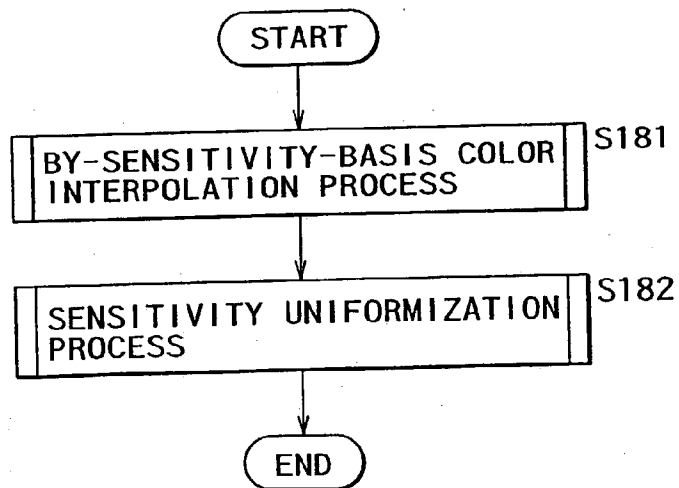 START
BY-SENSITIVITY-BASIS COLOR
INTERPOLATION PROCESS
S181
SENSITIVITY UNIFORMIZATION
PROCESS
S182
END